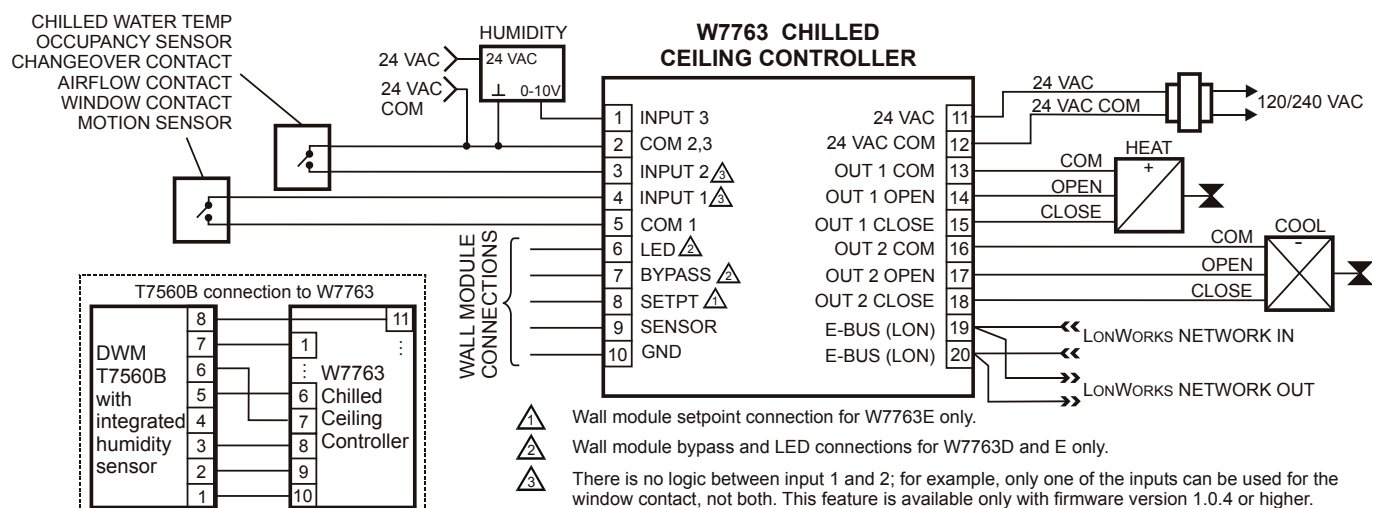 CHILLED WATER TEMP
OCCUPANCY SENSOR
CHANGEOVER CONTACT
AIRFLOW CONTACT
WINDOW CONTACT
MOTION SENSOR
24 VAC
24 VAC
COM
HUMIDITY
24 VAC
⊥ 0-10V
W7763 CHILLED
CEILING CONTROLLER
1 INPUT 3
2 COM 2,3
3 INPUT 2 3
4 INPUT 1 3
5 COM 1
6 LED 2
7 BYPASS 2
8 SETPT 1
9 SENSOR
10 GND
WALL MODULE
CONNECTIONS
24 VAC 11
24 VAC COM 12
OUT 1 COM 13
OUT 1 OPEN 14
OUT 1 CLOSE 15
OUT 2 COM 16
OUT 2 OPEN 17
OUT 2 CLOSE 18
E-BUS (LON) 19
E-BUS (LON) 20
24 VAC
24 VAC COM
120/240 VAC
HEAT
COM
OPEN
CLOSE
+
COOL
COM
OPEN
CLOSE
-
LONWORKS NETWORK IN
LONWORKS NETWORK OUT
T7560B connection to W7763
DWM
T7560B
with
integrated
humidity
sensor
8
7
6
5
4
3
2
1
11
1
6
7
8
9
10
W7763
Chilled
Ceiling
Controller
1 Wall module setpoint connection for W7763E only.
2 Wall module bypass and LED connections for W7763D and E only.
3 There is no logic between input 1 and 2; for example, only one of the inputs can be used for the
window contact, not both. This feature is available only with firmware version 1.0.4 or higher.